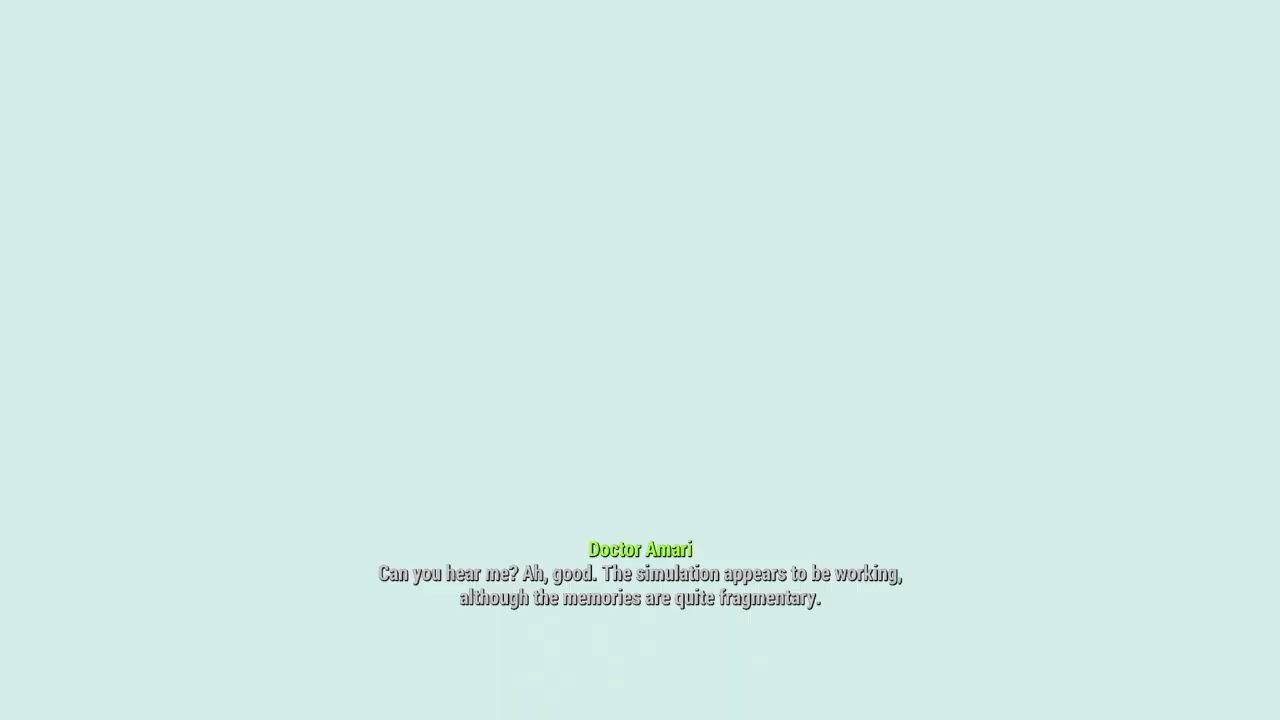 Doctor Amari
Can you hear me? Ah, good. The simulation appears to be working,
although the memories are quite fragmentary.